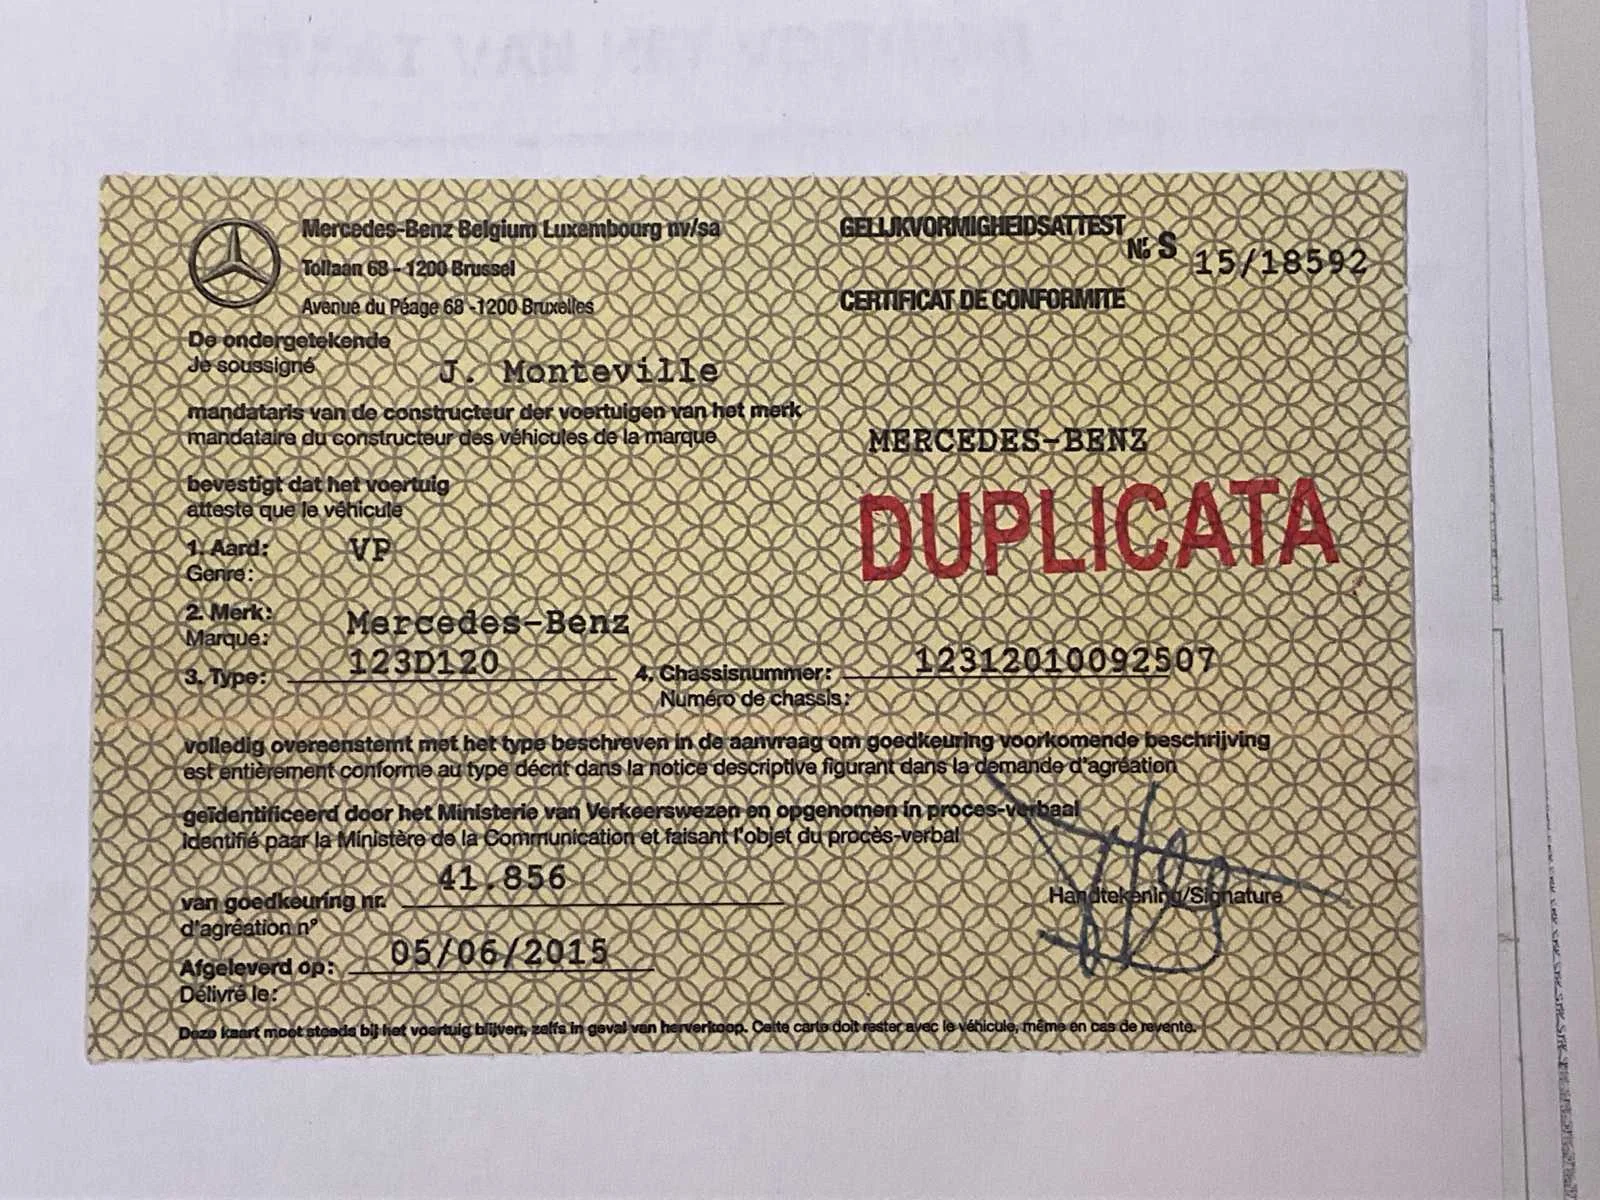 Mercedes-Benz Belgium Luxembourg nv/sa
Tollaan 68 - 1200 Brussel
Avenue du Péage 68 -1200 Bruxelles
GELIJKVORMIGHEIDSATTEST
Nr. S 15/18592
CERTIFICAT DE CONFORMITE
De ondergetekende
Je soussigné
J. Monteville
mandataris van de constructeur der voertuigen van het merk
mandataire du constructeur des véhicules de la marque
MERCEDES-BENZ
bevestigt dat het voertuig
atteste que le véhicule
DUPLICATA
1. Aard: VP
Genre:
2. Merk:
Marque: Mercedes-Benz
3. Type: 123D120 4. Chassisnummer: 12312010092507
Numéro de chassis:
volledig overeenstemt met het type beschreven in de aanvraag om goedkeuring voorkomende beschrijving
est entièrement conforme au type décrit dans la notice descriptive figurant dans la demande d'agréation
geïdentificeerd door het Ministerie van Verkeerswezen en opgenomen in proces-verbaal
identifié paar la Ministère de la Communication et faisant l'objet du procès-verbal
van goedkeuring nr. 41.856
d'agréation n°
Handtekening/Signature
Afgeleverd op: 05/06/2015
Délivré le:
Deze kaart moet steeds bij het voertuig blijven, zelfs in geval van herverkoop. Cette carte doit rester avec le véhicule, même en cas de revente.